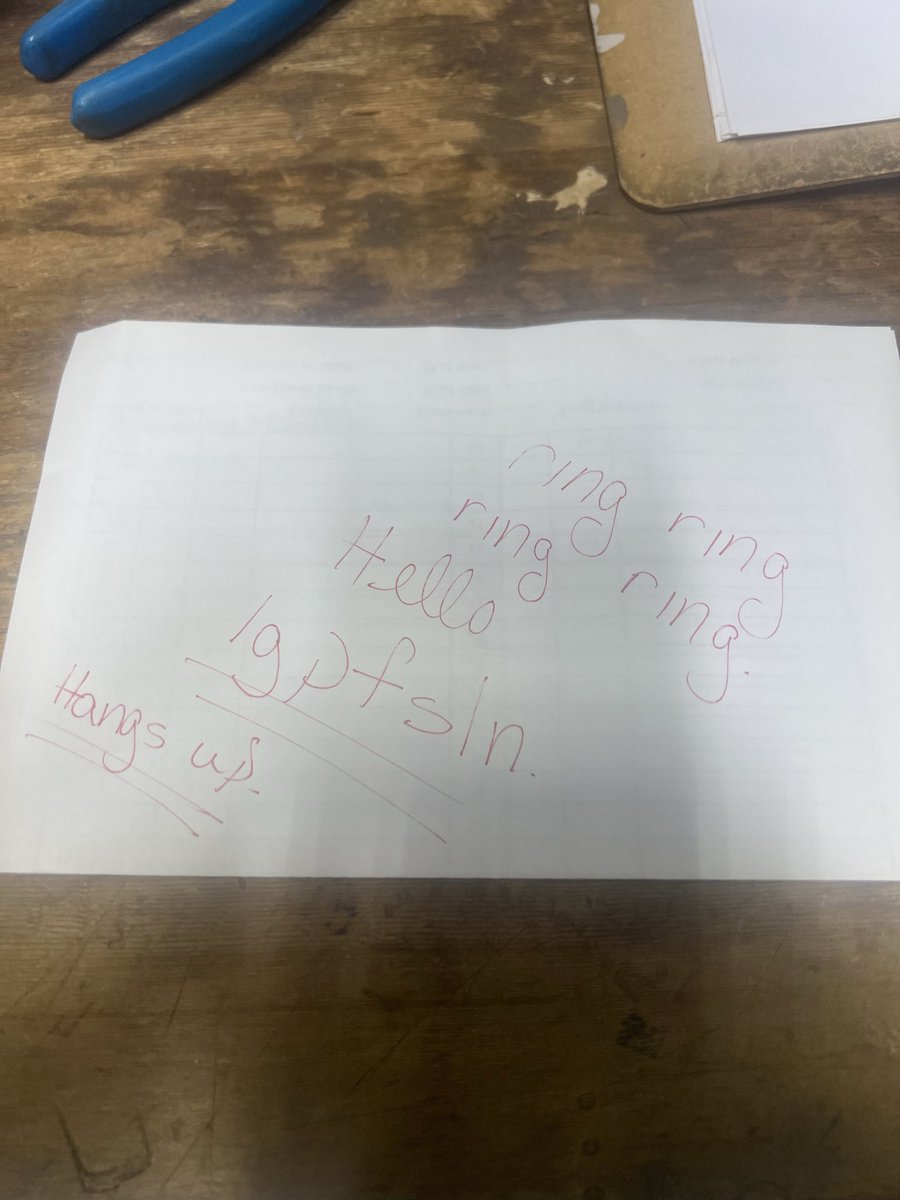 ring ring
ring ring.
Hello
lgpfsln.
Hangs up.